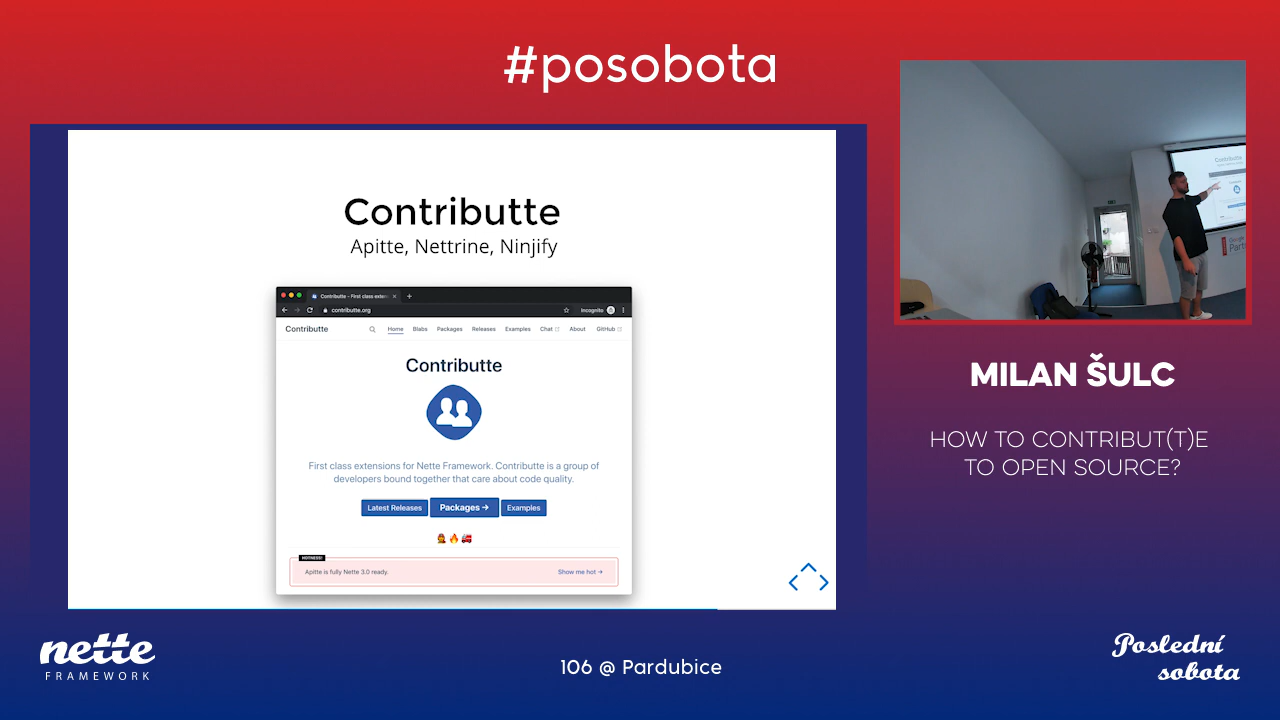 #posobota
Contributte
Apitte, Nettrine, Ninjify
Contributte - First class exten
contributte.org
Incognito
Contributte
Home Blabs Packages Releases Examples Chat About GitHub
Contributte
First class extensions for Nette Framework. Contributte is a group of
developers bound together that care about code quality.
Latest Releases Packages → Examples
HOTNESS!
Apitte is fully Nette 3.0 ready. Show me hot →
MILAN ŠULC
HOW TO CONTRIBUT(T)E
TO OPEN SOURCE?
nette
FRAMEWORK
106 @ Pardubice
Poslední
sobota